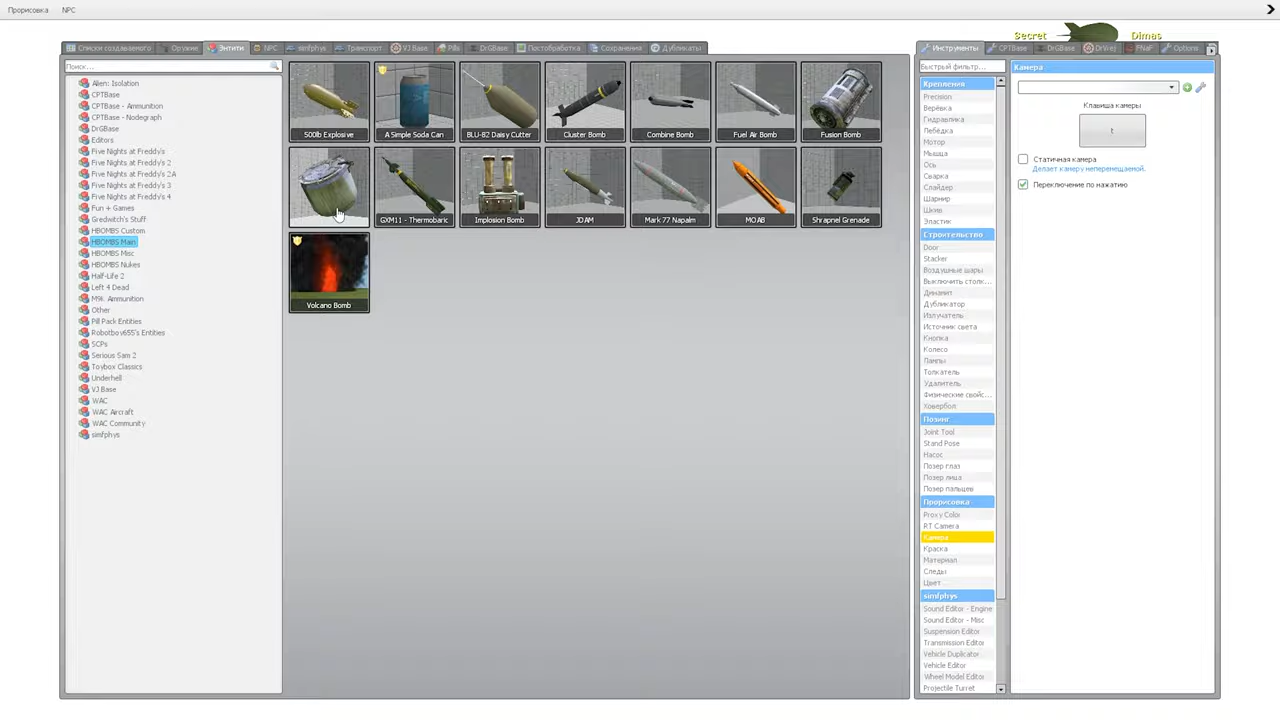 Прорисовка NPC
Secret Dimas
Списки создаваемого Оружие Энтити NPC simfphys Транспорт VJ Base Pills DrGBase Постобработка Сохранения Дубликаты
Поиск...
Alien: Isolation
CPTBase
CPTBase - Ammunition
CPTBase - Nodegraph
DrGBase
Editors
Five Nights at Freddy's
Five Nights at Freddy's 2
Five Nights at Freddy's 2A
Five Nights at Freddy's 3
Five Nights at Freddy's 4
Fun + Games
Gredwitch's Stuff
HBOMBS Custom
HBOMBS Main
HBOMBS Misc
HBOMBS Nukes
Half-Life 2
Left 4 Dead
M9K Ammunition
Other
Pill Pack Entities
Robotboy655's Entities
SCPs
Serious Sam 2
Toybox Classics
Underhell
VJ Base
WAC
WAC Aircraft
WAC Community
simfphys
500lb Explosive
A Simple Soda Can
BLU-82 Daisy Cutter
Cluster Bomb
Combine Bomb
Fuel Air Bomb
Fusion Bomb
GXM11 - Thermobaric
Implosion Bomb
JDAM
Mark 77 Napalm
MOAB
Shrapnel Grenade
Volcano Bomb
Инструменты CPTBase DrGBase DrVrej FNaF Options
Быстрый фильтр...
Крепления
Precision
Верёвка
Гидравлика
Лебёдка
Мотор
Мышца
Ось
Сварка
Слайдер
Шарнир
Шкив
Эластик
Строительство
Door
Stacker
Воздушные шары
Выключить столк...
Динамит
Дубликатор
Излучатель
Источник света
Кнопка
Колесо
Лампы
Толкатель
Удалитель
Физические свойс...
Ховербол
Позинг
Joint Tool
Stand Pose
Насос
Позер глаз
Позер лица
Позер пальцев
Прорисовка
Proxy Color
RT Camera
Камера
Краска
Материал
Следы
Цвет
simfphys
Sound Editor - Engine
Sound Editor - Misc
Suspension Editor
Transmission Editor
Vehicle Duplicator
Vehicle Editor
Wheel Model Editor
Projectile Turret
Камера
Клавиша камеры
t
Статичная камера
Делает камеру неперемещаемой.
Переключение по нажатию